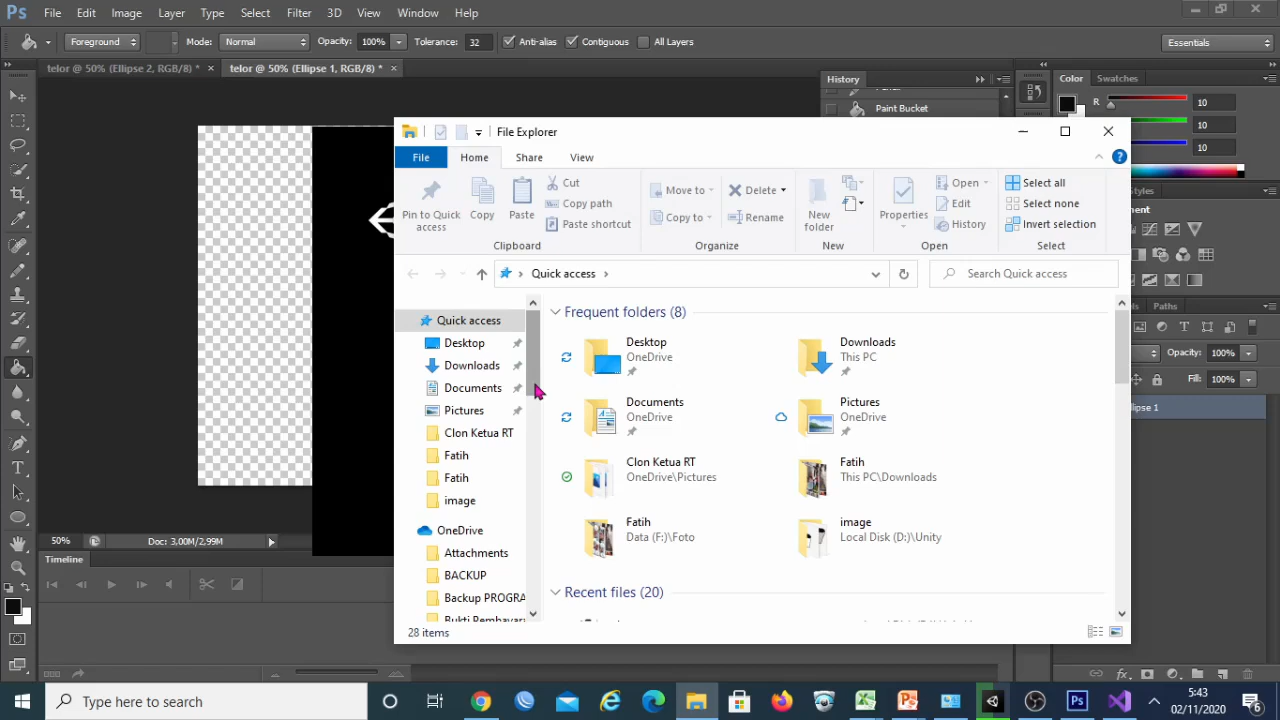 Ps File Edit Image Layer Type Select Filter 3D View Window Help
Foreground Mode: Normal Opacity: 100% Tolerance: 32 Anti-alias Contiguous All Layers Essentials
telor @ 50% (Ellipse 2, RGB/8) * × telor @ 50% (Ellipse 1, RGB/8) * ×
History
Paint Bucket
Color Swatches
R 10
10
10
File Explorer
File Home Share View
Pin to Quick access
Copy
Paste
Cut
Copy path
Paste shortcut
Clipboard
Move to
Copy to
Delete
Rename
Organize
New folder
New
Properties
Open
Edit
History
Open
Select all
Select none
Invert selection
Select
Quick access
Search Quick access
Quick access
Desktop
Downloads
Documents
Pictures
Clon Ketua RT
Fatih
Fatih
image
OneDrive
Attachments
BACKUP
Backup PROGRA
Frequent folders (8)
Desktop
OneDrive
Downloads
This PC
Documents
OneDrive
Pictures
OneDrive
Clon Ketua RT
OneDrive\Pictures
Fatih
This PC\Downloads
Fatih
Data (F:)\Foto
image
Local Disk (D:)\Unity
Recent files (20)
28 items
Paths
Opacity: 100%
Fill: 100%
50% Doc: 3,00M/2,99M
Timeline
Type here to search
5:43
02/11/2020
6